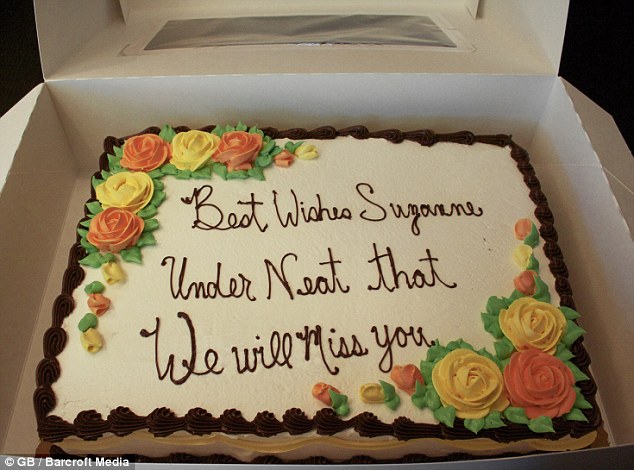 Best Wishes Suzanne
Under Neat that
We will Miss you
© GB / Barcroft Media